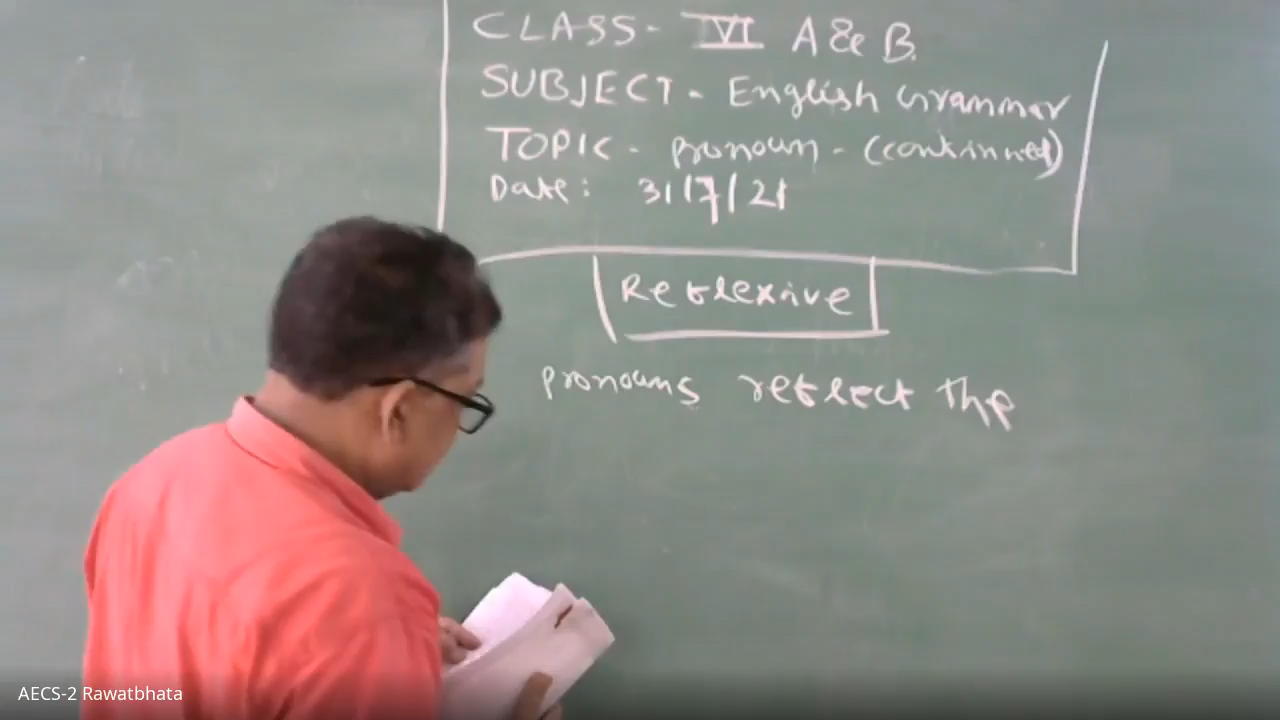 CLASS - VI A & B.
SUBJECT - English Grammar
TOPIC - pronoun - (continued)
Date: 31/7/21
Reflexive
pronouns reflect the
AECS-2 Rawatbhata